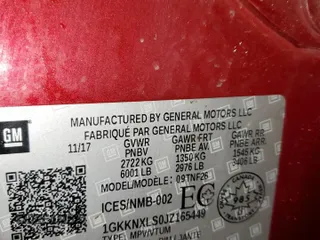 MANUFACTURED BY GENERAL MOTORS LLC
FABRIQUÉ PAR GENERAL MOTORS LLC
GM
11/17
GVWR GAWR FRT GAWR RR
PNBV PNBE AV. PNBE ARR.
2722 KG 1350 KG 1545 KG
6001 LB 2976 LB 3406 LB
MODEL/MODÈLE: 09TNF26
ICES/NMB-002 EC
1GKKNXLS0JZ165449
TYPE: MPV/VTUM